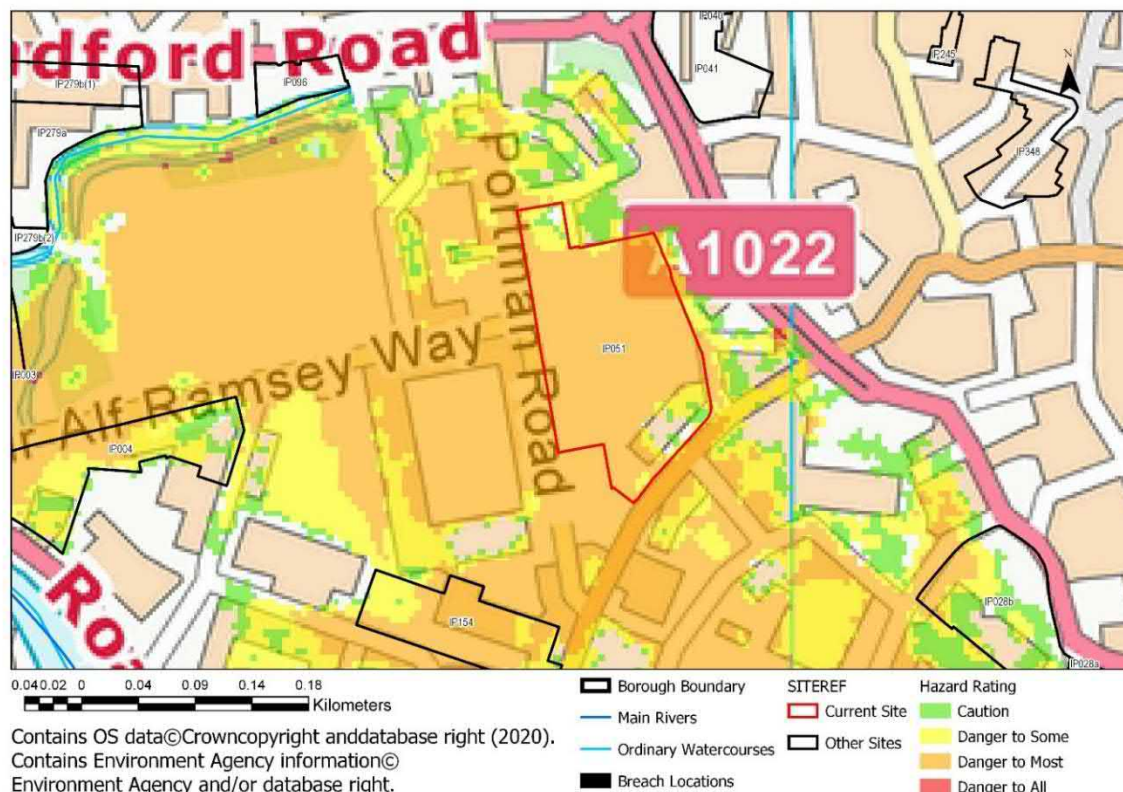 ndford Road
IP279b(1)
IP096
IP040
IP041
IP245
N
IP279a
IP348
Portman Road
IP279b(2)
A1022
IP051
IP003
r Alf Ramsey Way
IP004
Roa
IP154
IP028b
IP028a
0.04 0.02 0 0.04 0.09 0.14 0.18
Kilometers
Contains OS data©Crowncopyright anddatabase right (2020).
Contains Environment Agency information©
Environment Agency and/or database right.
Borough Boundary
Main Rivers
Ordinary Watercourses
Breach Locations
SITEREF
Current Site
Other Sites
Hazard Rating
Caution
Danger to Some
Danger to Most
Danger to All